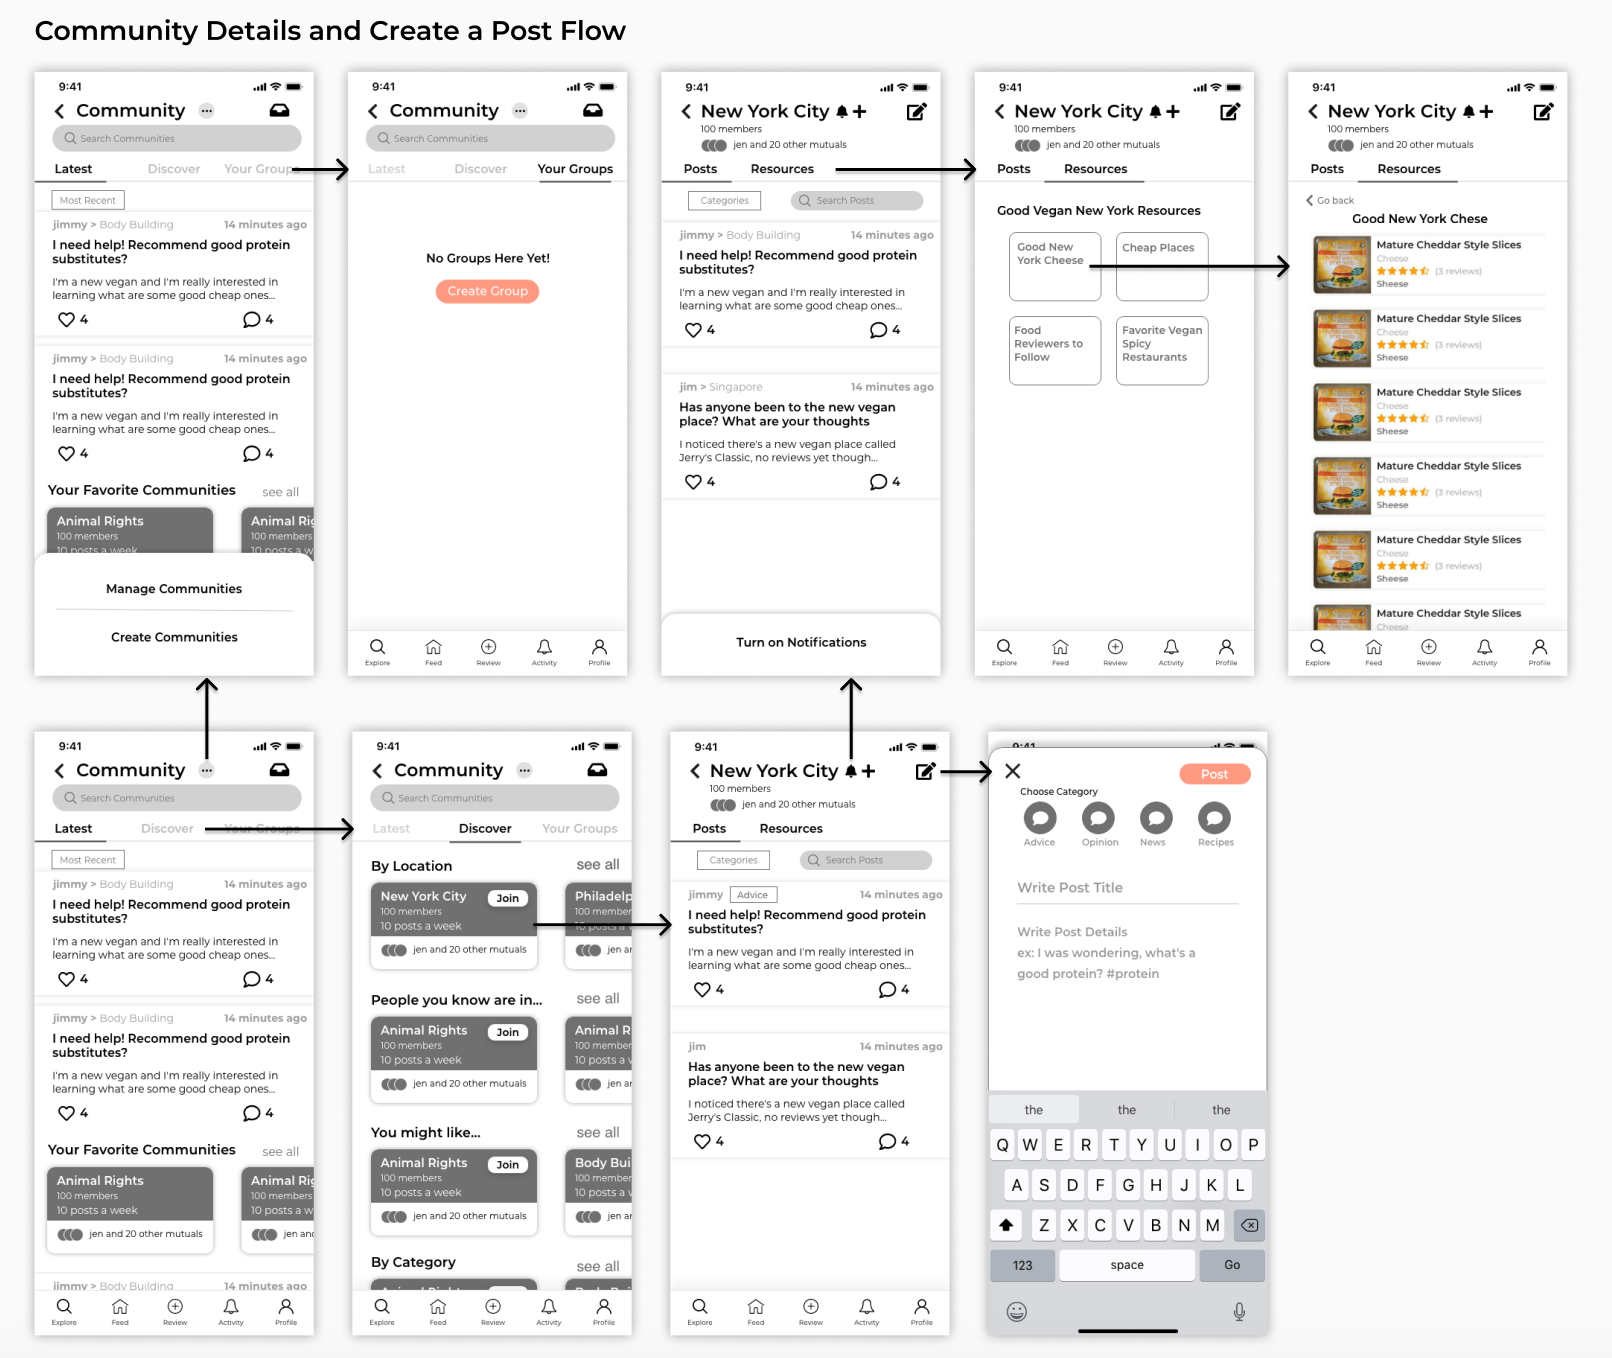 Community Details and Create a Post Flow
9:41
Community
Search Communities
Latest Discover Your Groups
Most Recent
jimmy > Body Building 14 minutes ago
I need help! Recommend good protein
substitutes?
I'm a new vegan and I'm really interested in
learning what are some good cheap ones...
4 4
jimmy > Body Building 14 minutes ago
I need help! Recommend good protein
substitutes?
I'm a new vegan and I'm really interested in
learning what are some good cheap ones...
4 4
Your Favorite Communities see all
Animal Rights Animal Rig
100 members 100 members
10 posts a week 10 posts a w
Manage Communities
Create Communities
9:41
Community
Search Communities
Latest Discover Your Groups
No Groups Here Yet!
Create Group
Explore Feed Review Activity Profile
9:41
New York City
100 members
jen and 20 other mutuals
Posts Resources
Categories Search Posts
jimmy > Body Building 14 minutes ago
I need help! Recommend good protein
substitutes?
I'm a new vegan and I'm really interested in
learning what are some good cheap ones...
4 4
jim > Singapore 14 minutes ago
Has anyone been to the new vegan
place? What are your thoughts
I noticed there's a new vegan place called
Jerry's Classic, no reviews yet though...
4 4
Turn on Notifications
9:41
New York City
100 members
jen and 20 other mutuals
Posts Resources
Good Vegan New York Resources
Good New
York Cheese
Cheap Places
Food
Reviewers to
Follow
Favorite Vegan
Spicy
Restaurants
Explore Feed Review Activity Profile
9:41
New York City
100 members
jen and 20 other mutuals
Posts Resources
Go back
Good New York Chese
Mature Cheddar Style Slices
Cheese
(3 reviews)
Sheese
Mature Cheddar Style Slices
Cheese
(3 reviews)
Sheese
Mature Cheddar Style Slices
Cheese
(3 reviews)
Sheese
Mature Cheddar Style Slices
Cheese
(3 reviews)
Sheese
Mature Cheddar Style Slices
Cheese
(3 reviews)
Sheese
Mature Cheddar Style Slices
Cheese
Explore Feed Review Activity Profile
9:41
Community
Search Communities
Latest Discover Your Groups
Most Recent
jimmy > Body Building 14 minutes ago
I need help! Recommend good protein
substitutes?
I'm a new vegan and I'm really interested in
learning what are some good cheap ones...
4 4
jimmy > Body Building 14 minutes ago
I need help! Recommend good protein
substitutes?
I'm a new vegan and I'm really interested in
learning what are some good cheap ones...
4 4
Your Favorite Communities see all
Animal Rights Animal Rig
100 members 100 members
10 posts a week 10 posts a w
jen and 20 other mutuals jen and
jimmy > Body Building 14 minutes ago
Explore Feed Review Activity Profile
9:41
Community
Search Communities
Latest Discover Your Groups
By Location see all
New York City Join Philadelp
100 members 100 member
10 posts a week 10 posts a w
jen and 20 other mutuals jen ar
People you know are in... see all
Animal Rights Join Animal R
100 members 100 member
10 posts a week 10 posts a w
jen and 20 other mutuals jen ar
You might like... see all
Animal Rights Join Body Bui
100 members 100 member
10 posts a week 10 posts a w
jen and 20 other mutuals jen ar
By Category see all
Explore Feed Review Activity Profile
9:41
New York City
100 members
jen and 20 other mutuals
Posts Resources
Categories Search Posts
jimmy Advice 14 minutes ago
I need help! Recommend good protein
substitutes?
I'm a new vegan and I'm really interested in
learning what are some good cheap ones...
4 4
jim 14 minutes ago
Has anyone been to the new vegan
place? What are your thoughts
I noticed there's a new vegan place called
Jerry's Classic, no reviews yet though...
4 4
Explore Feed Review Activity Profile
9:41
Post
Choose Category
Advice Opinion News Recipes
Write Post Title
Write Post Details
ex: I was wondering, what's a
good protein? #protein
the the the
Q W E R T Y U I O P
A S D F G H J K L
Z X C V B N M
123 space Go